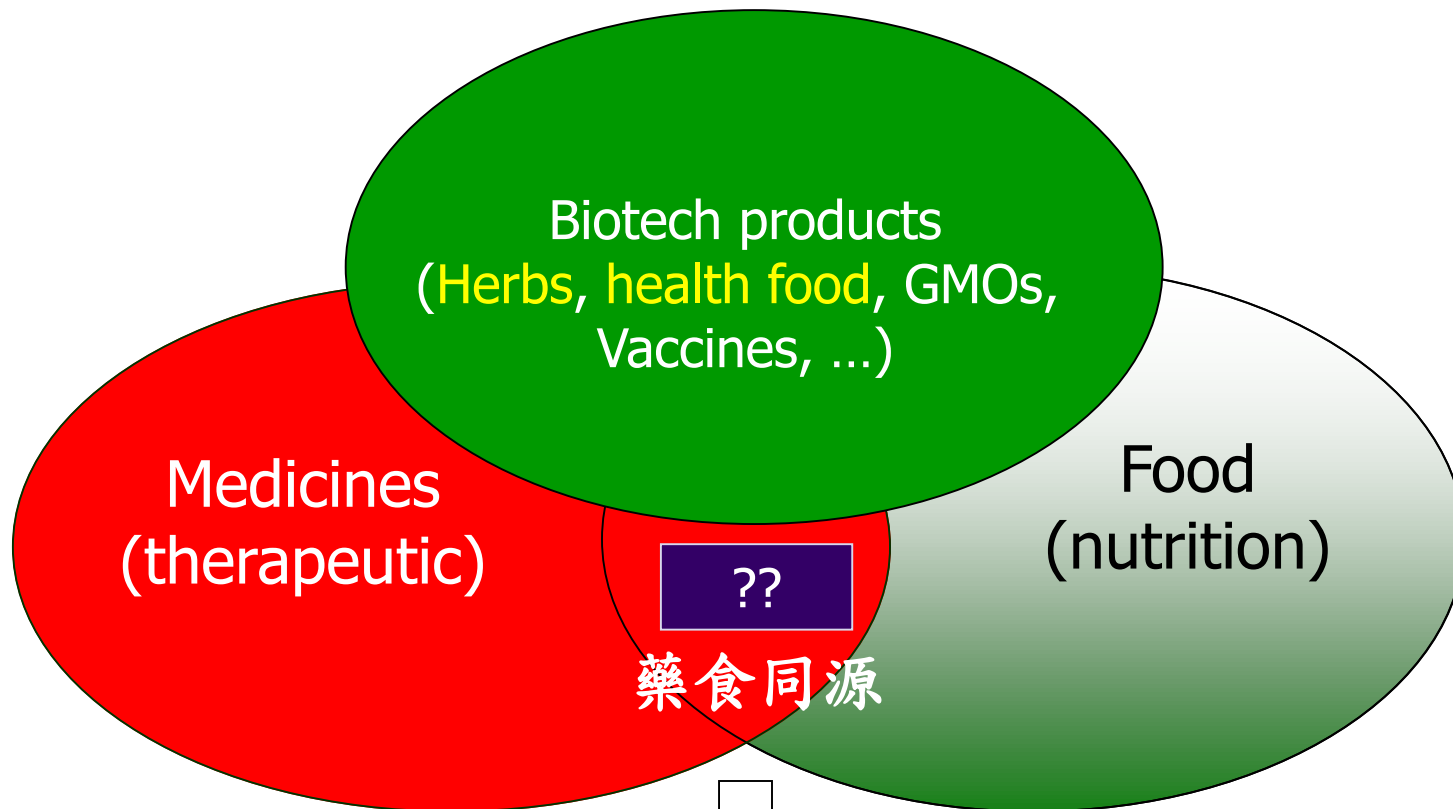 Biotech products
(Herbs, health food, GMOs,
Vaccines, …)
Medicines
(therapeutic)
Food
(nutrition)
??
藥食同源